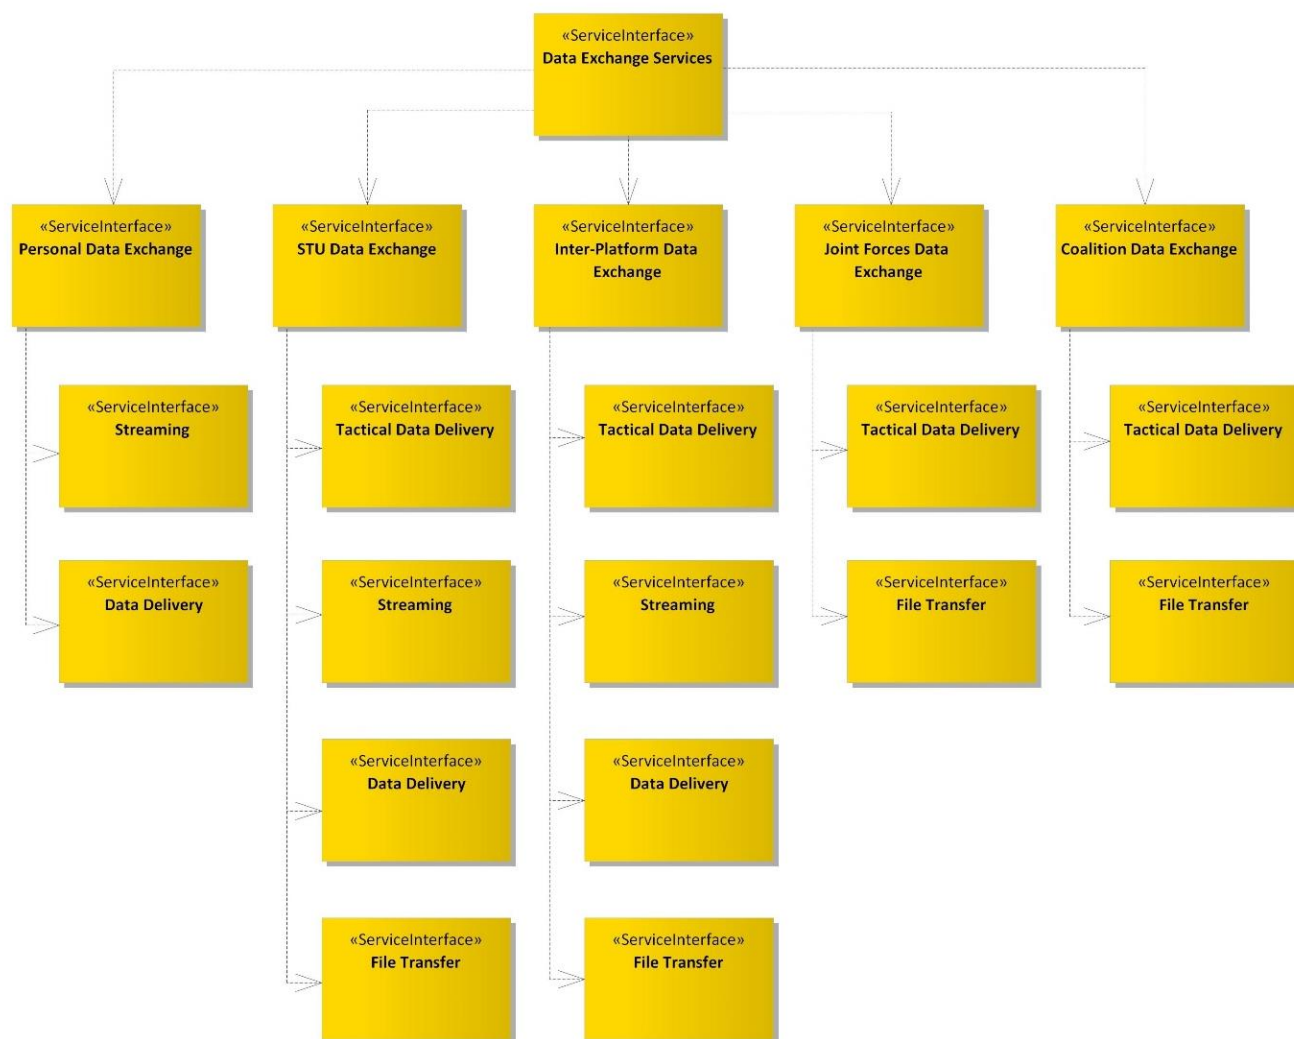 «ServiceInterface»
Data Exchange Services
«ServiceInterface»
Personal Data Exchange
«ServiceInterface»
STU Data Exchange
«ServiceInterface»
Inter-Platform Data
Exchange
«ServiceInterface»
Joint Forces Data
Exchange
«ServiceInterface»
Coalition Data Exchange
«ServiceInterface»
Streaming
«ServiceInterface»
Tactical Data Delivery
«ServiceInterface»
Tactical Data Delivery
«ServiceInterface»
Tactical Data Delivery
«ServiceInterface»
Tactical Data Delivery
«ServiceInterface»
Data Delivery
«ServiceInterface»
Streaming
«ServiceInterface»
Streaming
«ServiceInterface»
File Transfer
«ServiceInterface»
File Transfer
«ServiceInterface»
Data Delivery
«ServiceInterface»
Data Delivery
«ServiceInterface»
File Transfer
«ServiceInterface»
File Transfer